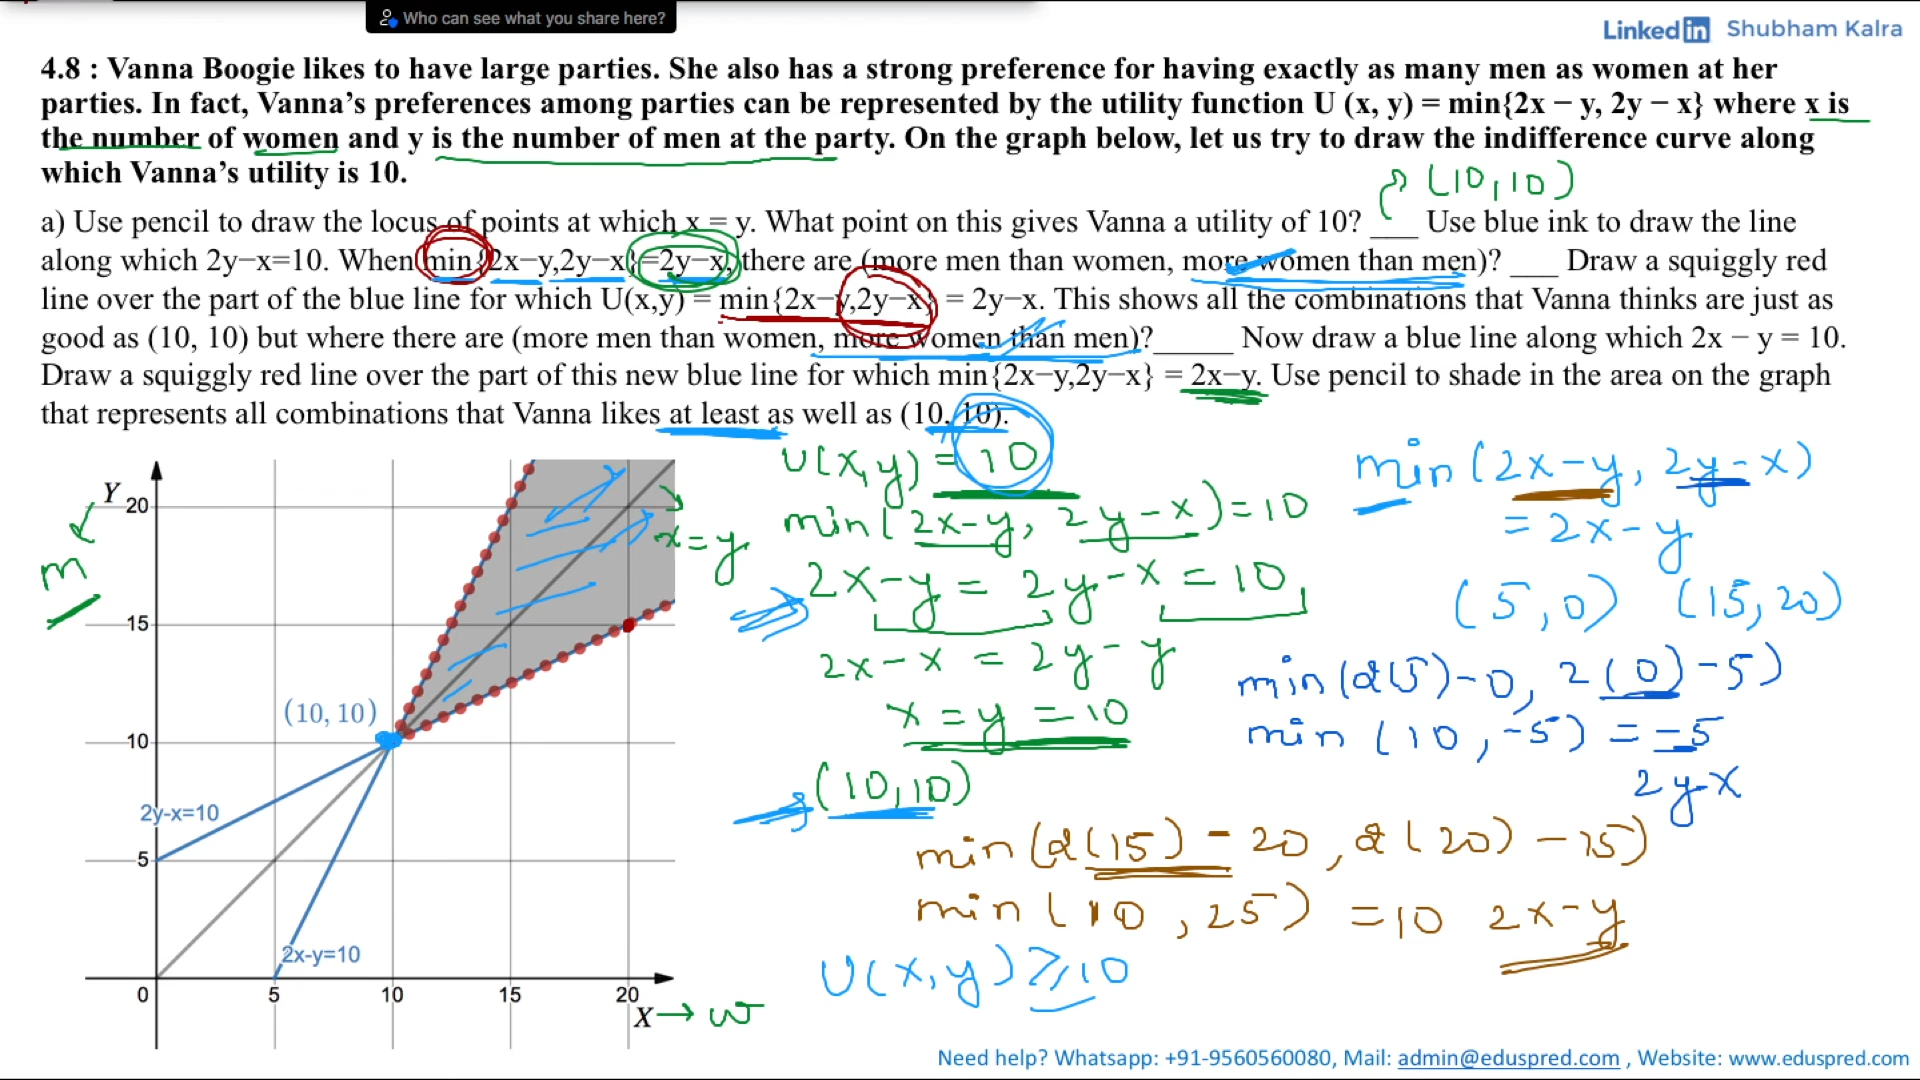 Who can see what you share here?
Linked in Shubham Kalra
4.8 : Vanna Boogie likes to have large parties. She also has a strong preference for having exactly as many men as women at her
parties. In fact, Vanna’s preferences among parties can be represented by the utility function U (x, y) = min{2x − y, 2y − x} where x is
the number of women and y is the number of men at the party. On the graph below, let us try to draw the indifference curve along
which Vanna’s utility is 10.
(10,10)
a) Use pencil to draw the locus of points at which x = y. What point on this gives Vanna a utility of 10? ___ Use blue ink to draw the line
along which 2y−x=10. When min{2x−y,2y−x}=2y−x, there are (more men than women, more women than men)? ___ Draw a squiggly red
line over the part of the blue line for which U(x,y) = min{2x−y,2y−x} = 2y−x. This shows all the combinations that Vanna thinks are just as
good as (10, 10) but where there are (more men than women, more women than men)?_____ Now draw a blue line along which 2x − y = 10.
Draw a squiggly red line over the part of this new blue line for which min{2x−y,2y−x} = 2x−y. Use pencil to shade in the area on the graph
that represents all combinations that Vanna likes at least as well as (10, 10).
Y
20
15
10
5
0
5
10
15
20
X → w
m
x=y
(10, 10)
2y-x=10
2x-y=10
U(x,y) = 10
min(2x-y, 2y-x)=10
2x-y = 2y-x = 10
2x-x = 2y-y
x=y=10
(10,10)
min(2x-y, 2y-x)
=2x-y
(5,0) (15,20)
min(2(5)-0, 2(0)-5)
min(10,-5) = -5
2y-x
min(2(15)-20, 2(20)-15)
min(10,25) =10 2x-y
U(x,y)≥10
Need help? Whatsapp: +91-9560560080, Mail: admin@eduspred.com , Website: www.eduspred.com